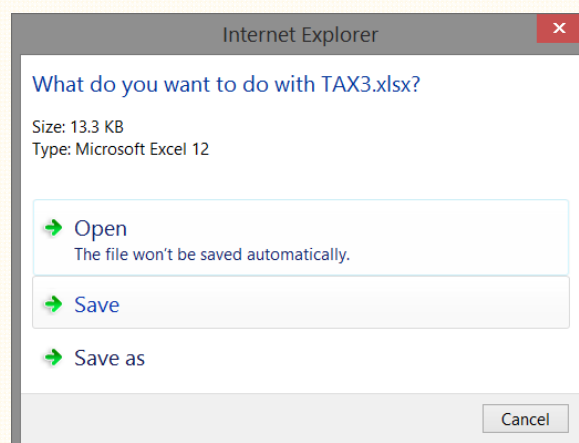 Internet Explorer
What do you want to do with TAX3.xlsx?
Size: 13.3 KB
Type: Microsoft Excel 12
Open
The file won't be saved automatically.
Save
Save as
Cancel